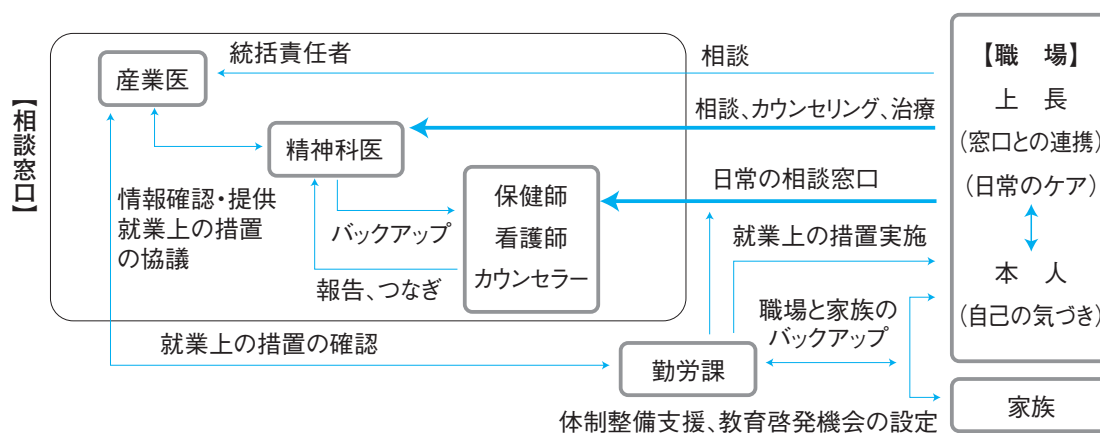 【相談窓口】
統括責任者
産業医
精神科医
情報確認・提供
就業上の措置
の協議
バックアップ
報告、つなぎ
保健師
看護師
カウンセラー
相談
相談、カウンセリング、治療
日常の相談窓口
就業上の措置実施
職場と家族の
バックアップ
就業上の措置の確認
勤労課
体制整備支援、教育啓発機会の設定
【職　場】
上　長
(窓口との連携)
(日常のケア)
本　人
(自己の気づき)
家族